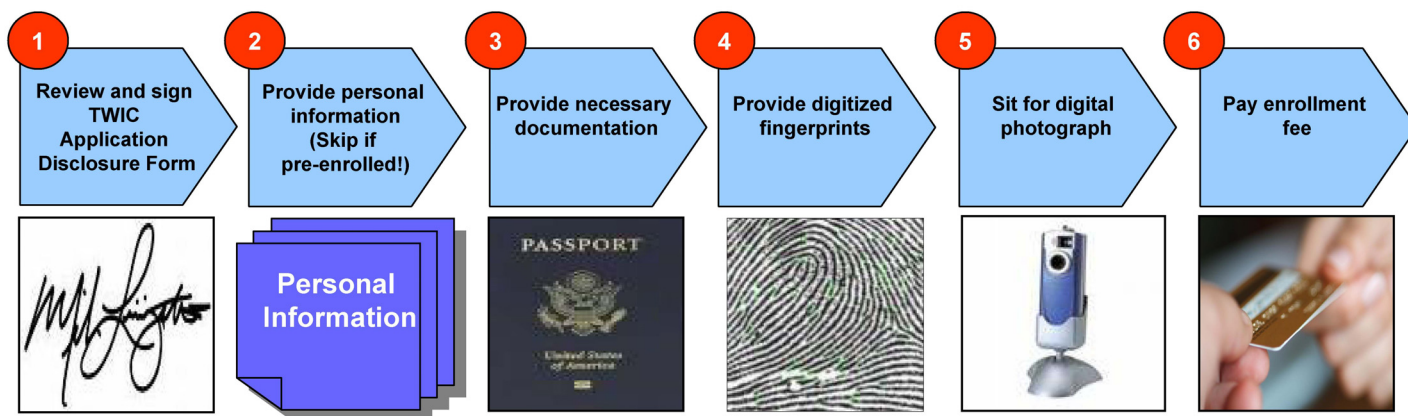 1
Review and sign
TWIC
Application
Disclosure Form
2
Provide personal
information
(Skip if
pre-enrolled!)
3
Provide necessary
documentation
4
Provide digitized
fingerprints
5
Sit for digital
photograph
6
Pay enrollment
fee
Personal
Information
PASSPORT
United States
of America